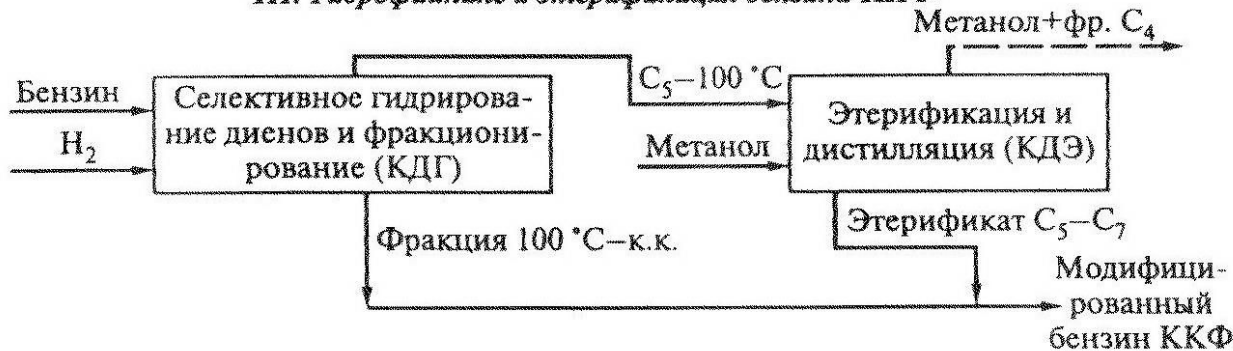 Метанол+фр. C₄
Бензин
H₂
Селективное гидрирова-
ние диенов и фракциони-
рование (КДГ)
C₅–100 °C
Метанол
Этерификация и
дистилляция (КДЭ)
Фракция 100 °C–к.к.
Этерификат C₅–C₇
Модифици-
рованный
бензин ККФ